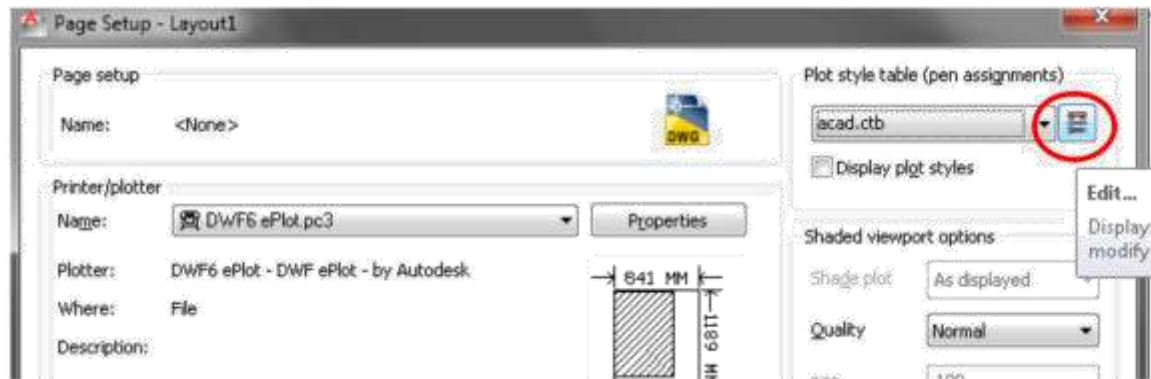 Page Setup - Layout1
Page setup
Name: <None>
DWG
Plot style table (pen assignments)
acad.ctb
Display plot styles
Edit...
Display
modify
Printer/plotter
Name: DWF6 ePlot.pc3
Properties
Plotter: DWF6 ePlot - DWF ePlot - by Autodesk
Where: File
Description:
841 MM
1189 M
Shaded viewport options
Shade plot As displayed
Quality Normal